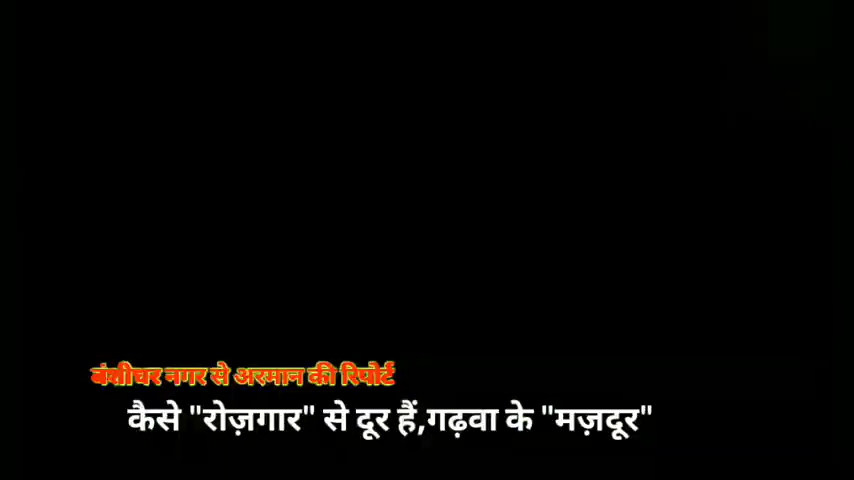 बंशीधर नगर से अरमान की रिपोर्ट
कैसे "रोज़गार" से दूर हैं,गढ़वा के "मज़दूर"